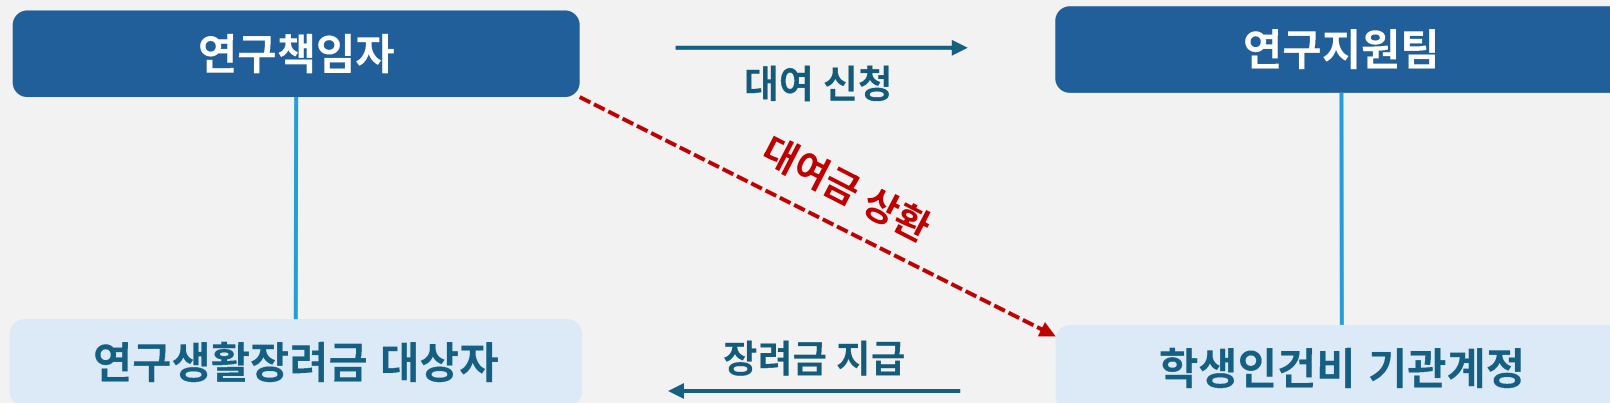 연구책임자
연구지원팀
대여 신청
대여금 상환
장려금 지급
연구생활장려금 대상자
학생인건비 기관계정